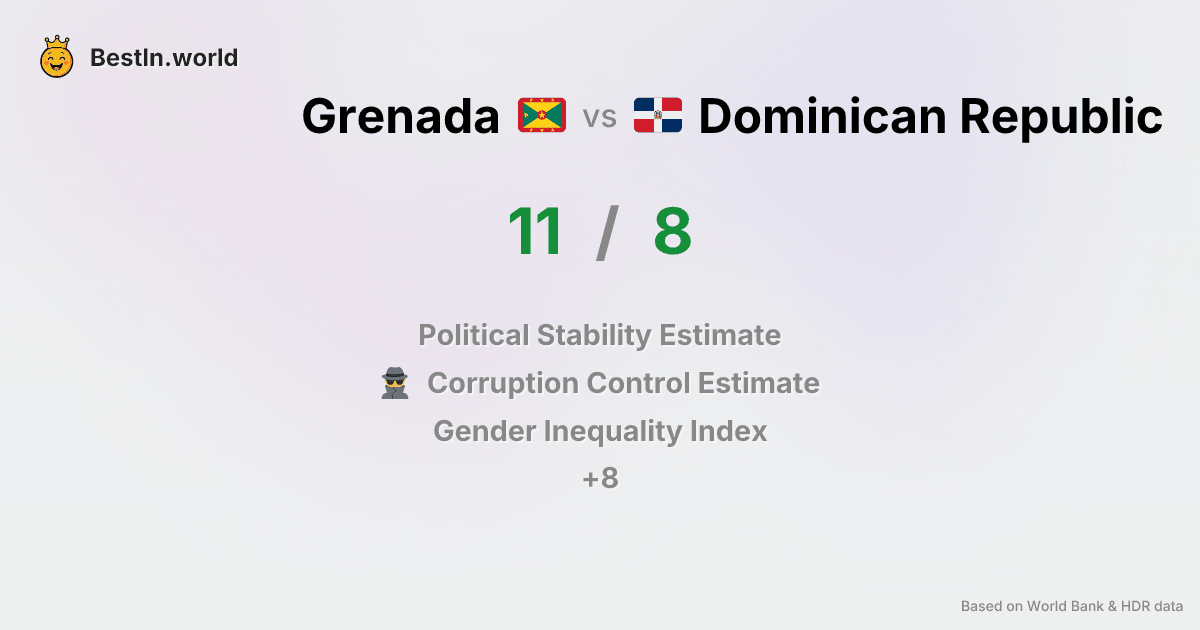 BestIn.world
Grenada vs Dominican Republic
11 / 8
Political Stability Estimate
Corruption Control Estimate
Gender Inequality Index
+8
Based on World Bank & HDR data